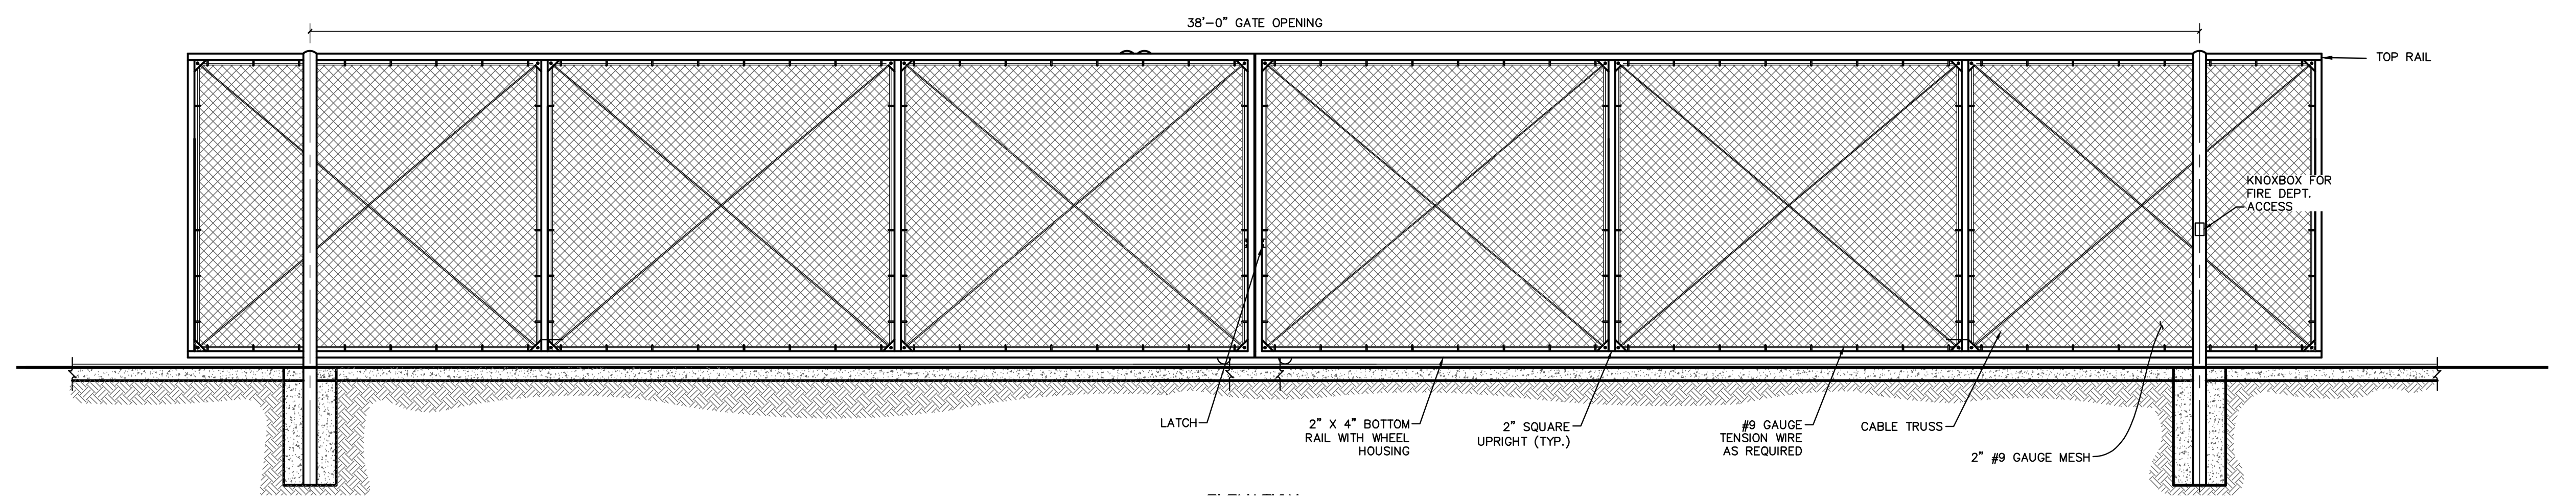 38'-0" GATE OPENING
TOP RAIL
KNOXBOX FOR
FIRE DEPT.
ACCESS
LATCH
2" X 4" BOTTOM
RAIL WITH WHEEL
HOUSING
2" SQUARE
UPRIGHT (TYP.)
#9 GAUGE
TENSION WIRE
AS REQUIRED
CABLE TRUSS
2" #9 GAUGE MESH